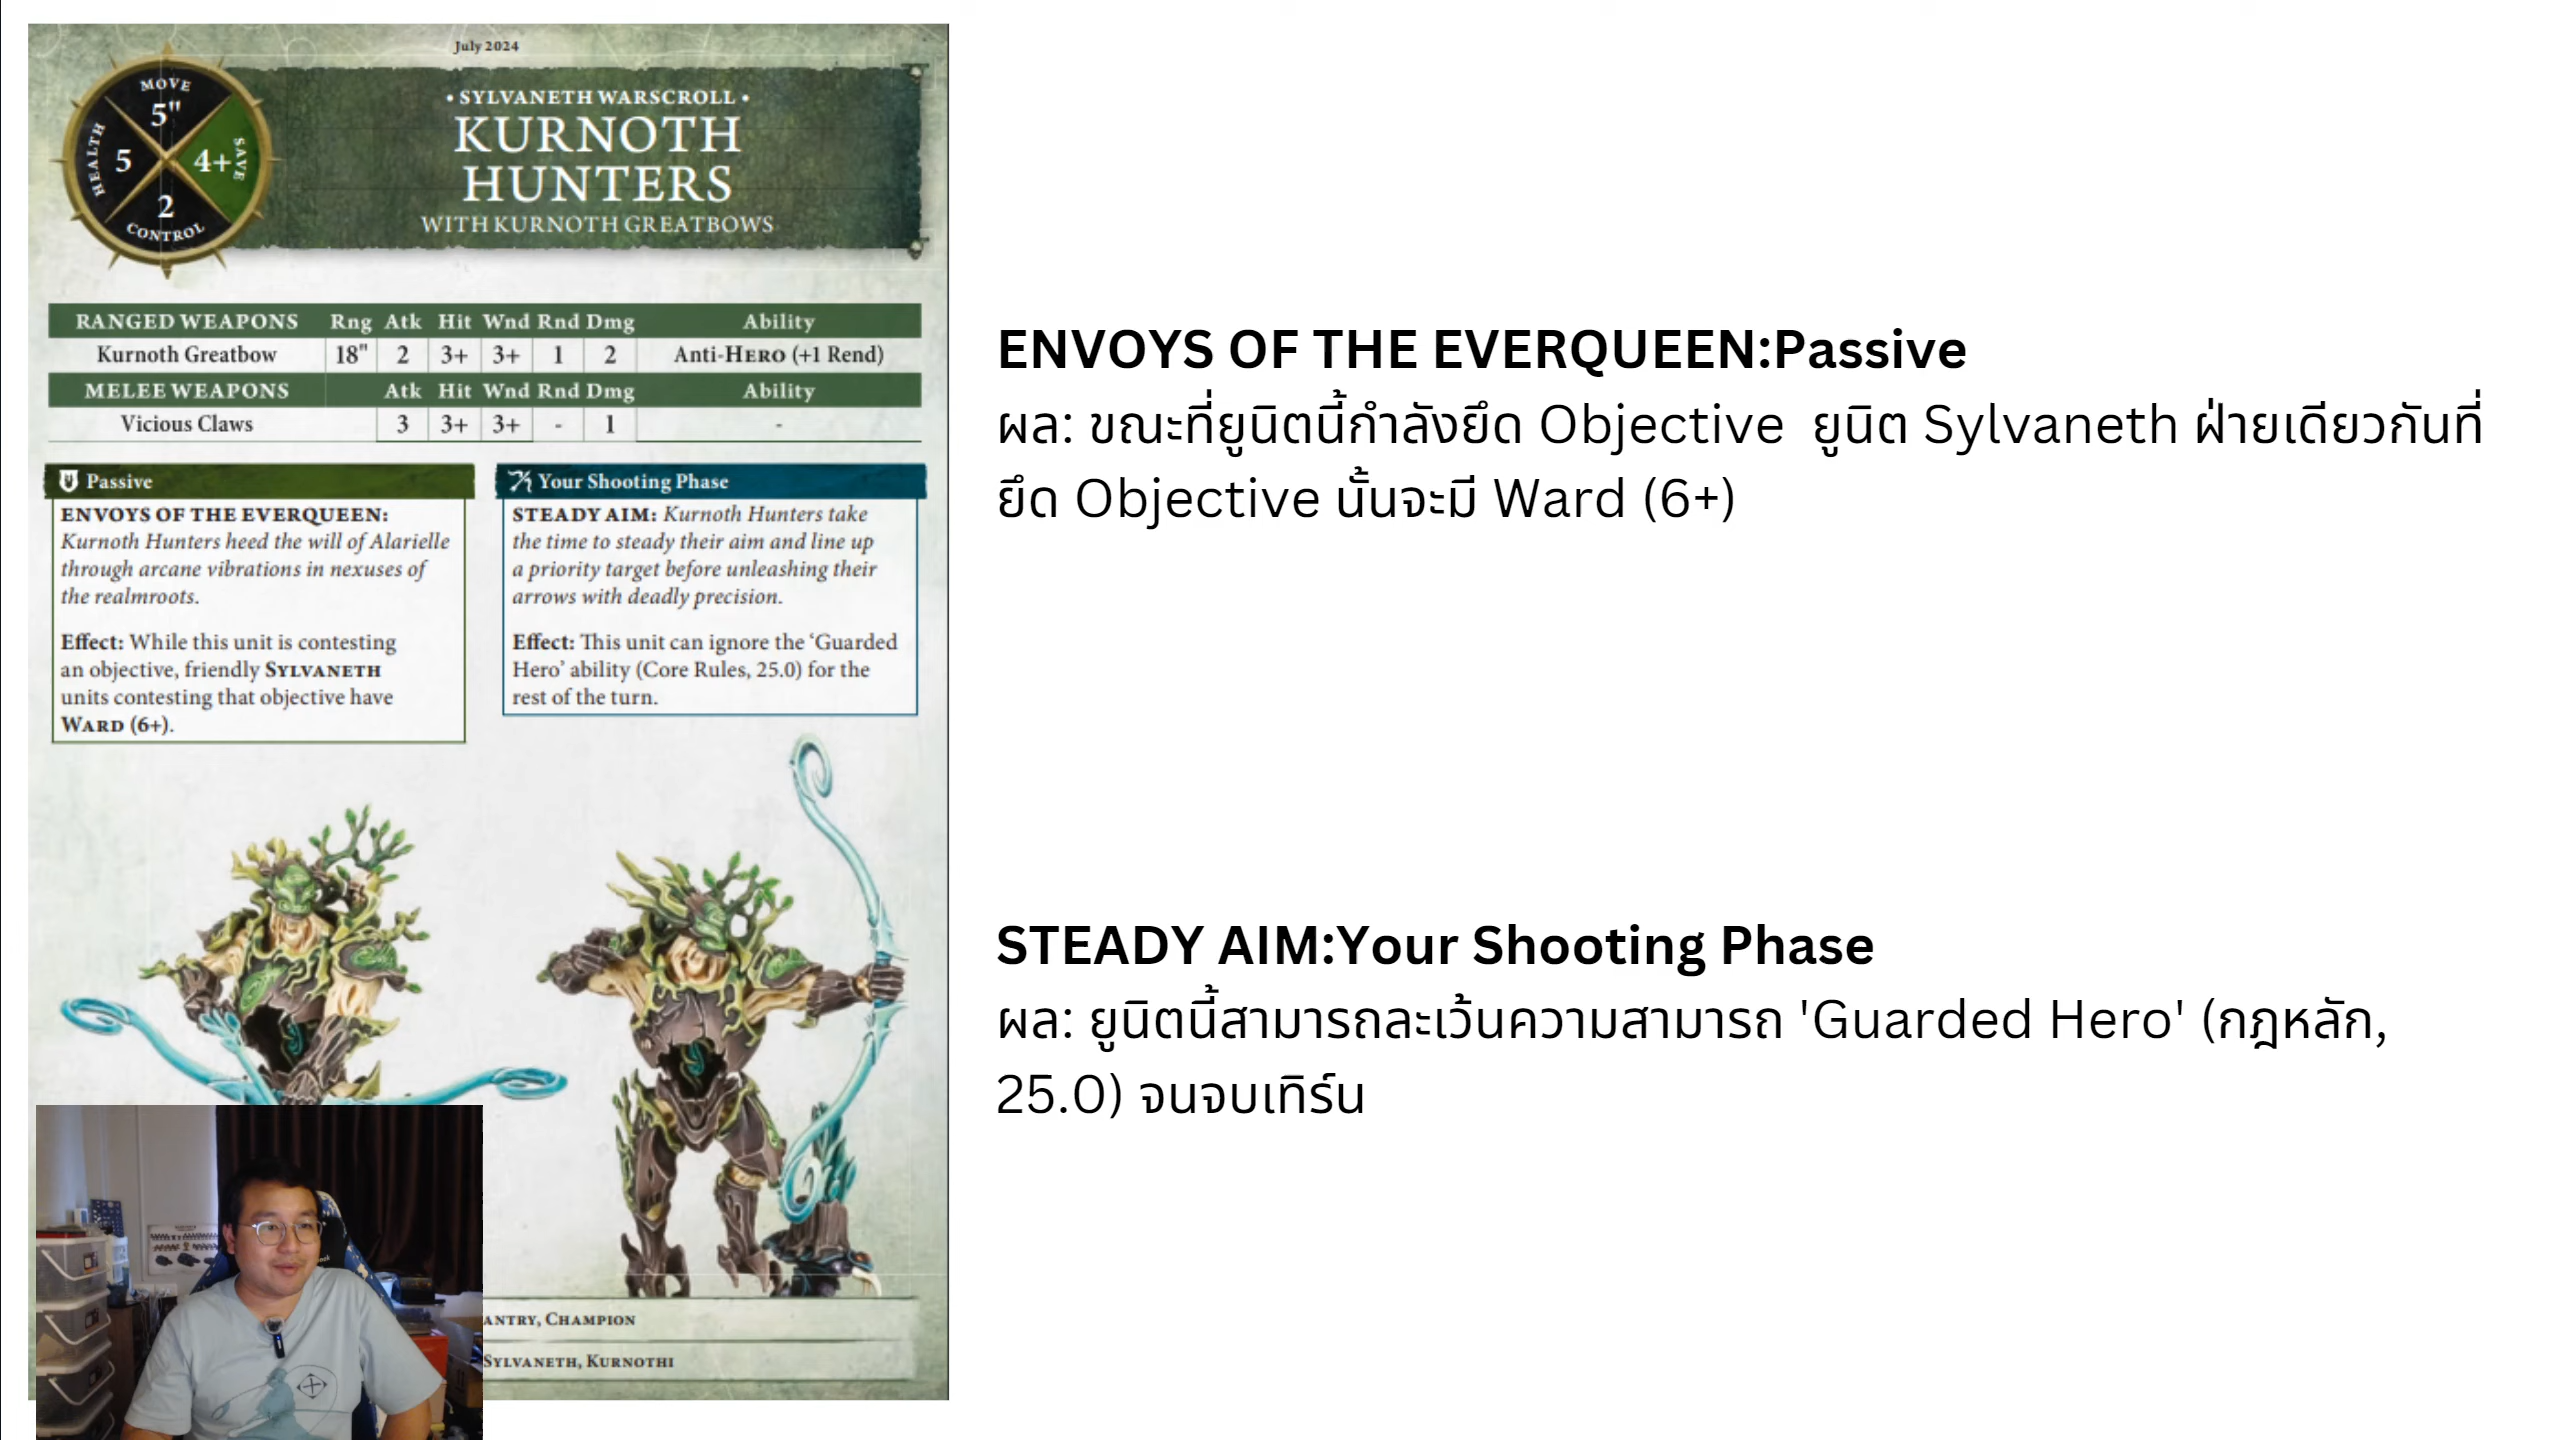 July 2024
MOVE
5"
HEALTH
5
4+
SAVE
2
CONTROL
• SYLVANETH WARSCROLL •
KURNOTH
HUNTERS
WITH KURNOTH GREATBOWS
RANGED WEAPONS Rng Atk Hit Wnd Rnd Dmg Ability
Kurnoth Greatbow 18" 2 3+ 3+ 1 2 Anti-HERO (+1 Rend)
MELEE WEAPONS Atk Hit Wnd Rnd Dmg Ability
Vicious Claws 3 3+ 3+ - 1 -
Passive
ENVOYS OF THE EVERQUEEN:
Kurnoth Hunters heed the will of Alarielle
through arcane vibrations in nexuses of
the realmroots.
Effect: While this unit is contesting
an objective, friendly SYLVANETH
units contesting that objective have
WARD (6+).
Your Shooting Phase
STEADY AIM: Kurnoth Hunters take
the time to steady their aim and line up
a priority target before unleashing their
arrows with deadly precision.
Effect: This unit can ignore the ‘Guarded
Hero’ ability (Core Rules, 25.0) for the
rest of the turn.
ANTRY, CHAMPION
SYLVANETH, KURNOTHI
ENVOYS OF THE EVERQUEEN:Passive
ผล: ขณะที่ยูนิตนี้กำลังยึด Objective ยูนิต Sylvaneth ฝ่ายเดียวกันที่
ยึด Objective นั้นจะมี Ward (6+)
STEADY AIM:Your Shooting Phase
ผล: ยูนิตนี้สามารถละเว้นความสามารถ 'Guarded Hero' (กฎหลัก,
25.0) จนจบเทิร์น